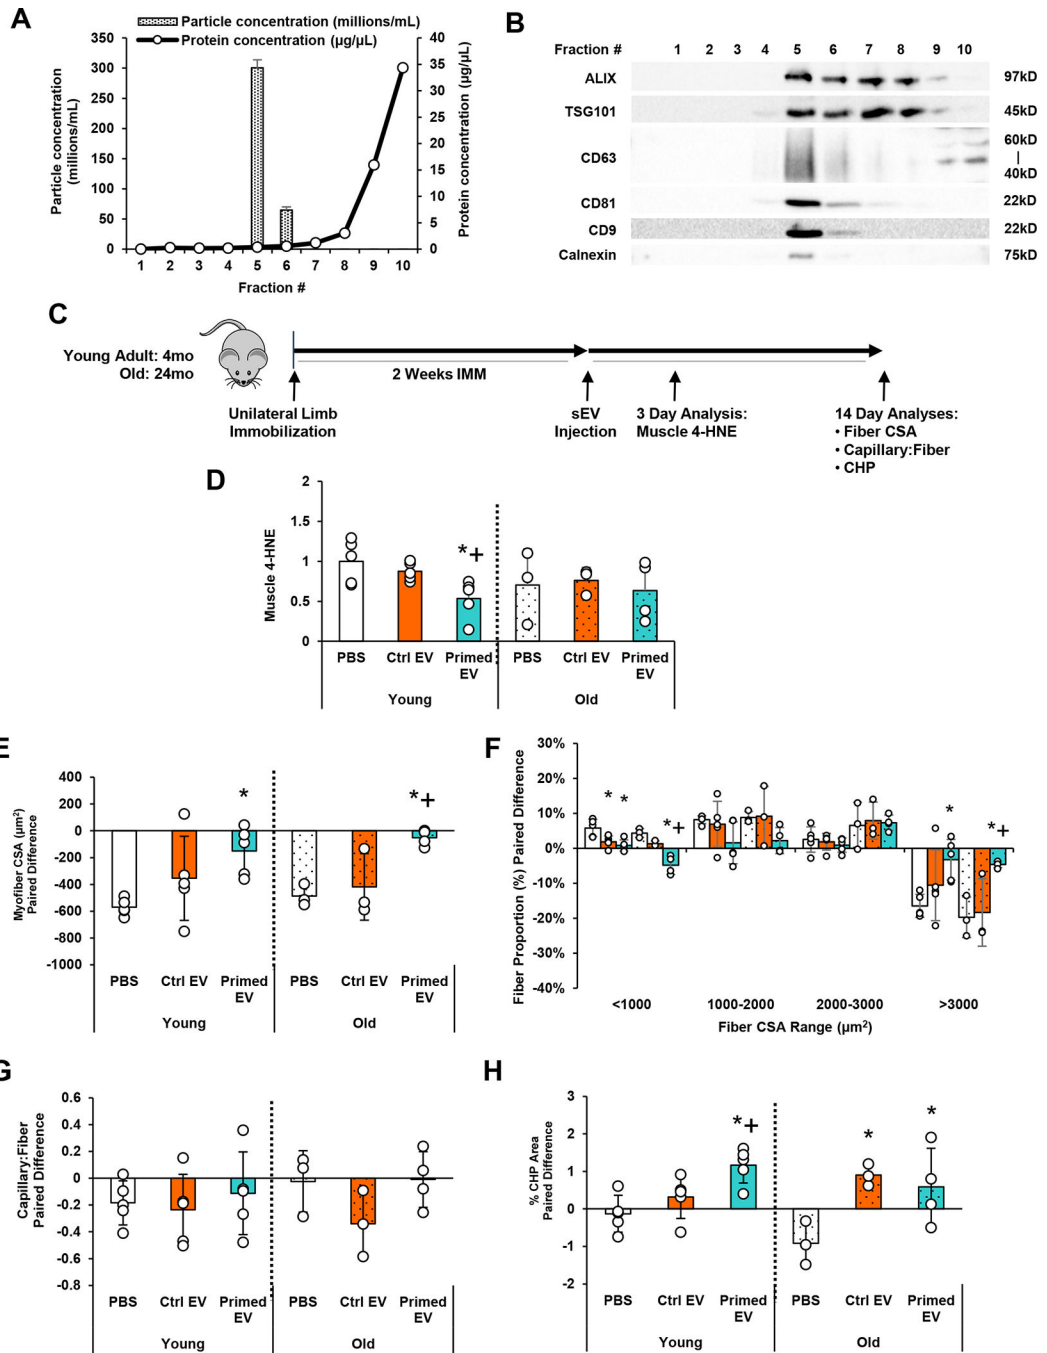 A
Particle concentration (millions/mL)
Protein concentration (µg/µL)
350
300
250
200
150
100
50
0
Particle concentration
(millions/mL)
40
35
30
25
20
15
10
5
0
Protein concentration (µg/µL)
1 2 3 4 5 6 7 8 9 10
Fraction #
B
Fraction # 1 2 3 4 5 6 7 8 9 10
ALIX 97kD
TSG101 45kD
CD63 60kD
40kD
CD81 22kD
CD9 22kD
Calnexin 75kD
C
Young Adult: 4mo
Old: 24mo
2 Weeks IMM
Unilateral Limb
Immobilization
sEV
Injection
3 Day Analysis:
Muscle 4-HNE
14 Day Analyses:
• Fiber CSA
• Capillary:Fiber
• CHP
D
Muscle 4-HNE
2
1.5
1
0.5
0
*+
PBS Ctrl EV Primed EV PBS Ctrl EV Primed EV
Young Old
E
Myofiber CSA (µm²)
Paired Difference
400
200
0
-200
-400
-600
-800
-1000
* *+
PBS Ctrl EV Primed EV PBS Ctrl EV Primed EV
Young Old
F
Fiber Proportion (%) Paired Difference
30%
20%
10%
0%
-10%
-20%
-30%
-40%
* * *+ * *+
<1000 1000-2000 2000-3000 >3000
Fiber CSA Range (µm²)
G
Capillary:Fiber
Paired Difference
0.6
0.4
0.2
0
-0.2
-0.4
-0.6
-0.8
PBS Ctrl EV Primed EV PBS Ctrl EV Primed EV
Young Old
H
% CHP Area
Paired Difference
3
2
1
0
-1
-2
*+ * *
PBS Ctrl EV Primed EV PBS Ctrl EV Primed EV
Young Old